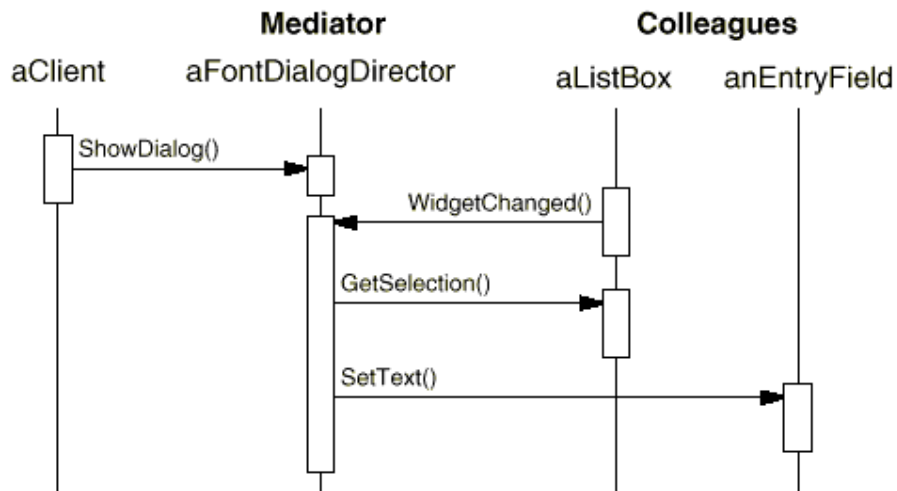 Mediator
Colleagues
aClient
aFontDialogDirector
aListBox
anEntryField
ShowDialog()
WidgetChanged()
GetSelection()
SetText()